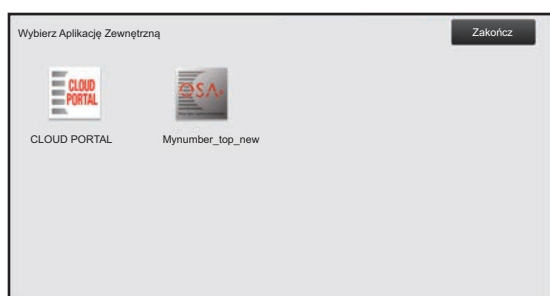 Wybierz Aplikację Zewnętrzną
Zakończ
CLOUD
PORTAL
OSA
CLOUD PORTAL
Mynumber_top_new